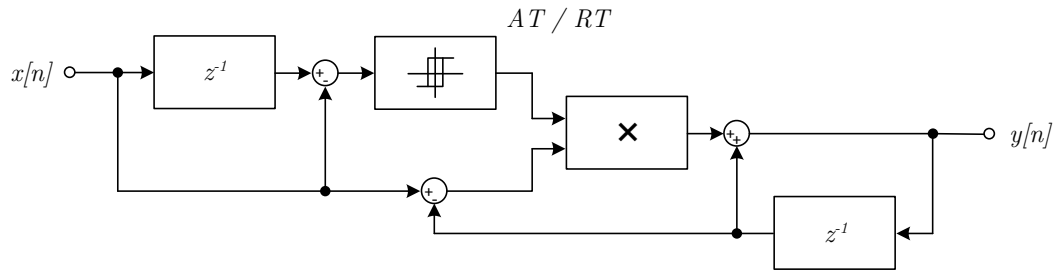 AT / RT
x[n]
z⁻¹
+
-
×
+
+
y[n]
+
-
z⁻¹